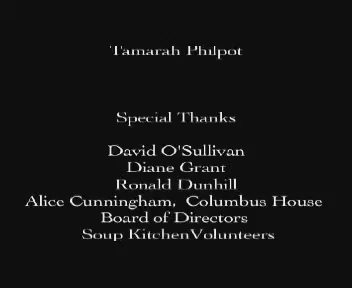 Tamarah Philpot
Special Thanks
David O'Sullivan
Diane Grant
Ronald Dunhill
Alice Cunningham, Columbus House
Board of Directors
Soup KitchenVolunteers